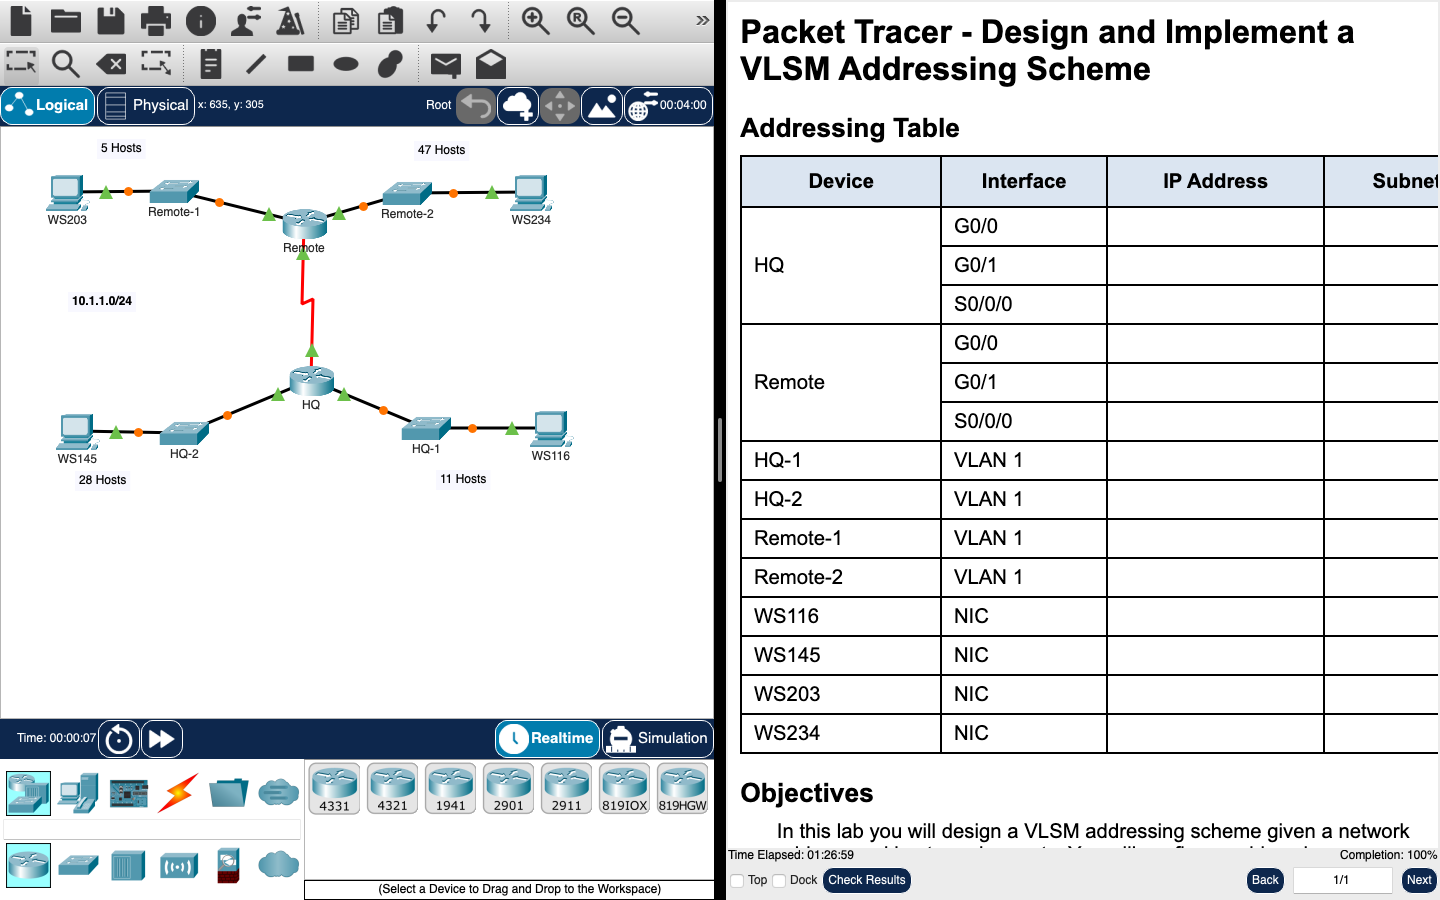 Logical
Physical
x: 635, y: 305
Root
00:04:00
5 Hosts
47 Hosts
WS203
Remote-1
Remote-2
WS234
Remote
10.1.1.0/24
HQ
WS145
HQ-2
HQ-1
WS116
28 Hosts
11 Hosts
Time: 00:00:07
Realtime
Simulation
4331
4321
1941
2901
2911
819IOX
819HGW
(Select a Device to Drag and Drop to the Workspace)
Packet Tracer - Design and Implement a
VLSM Addressing Scheme
Addressing Table
Device Interface IP Address Subnet
HQ
G0/0
G0/1
S0/0/0
Remote
G0/0
G0/1
S0/0/0
HQ-1 VLAN 1
HQ-2 VLAN 1
Remote-1 VLAN 1
Remote-2 VLAN 1
WS116 NIC
WS145 NIC
WS203 NIC
WS234 NIC
Objectives
In this lab you will design a VLSM addressing scheme given a network
Time Elapsed: 01:26:59
Completion: 100%
Top
Dock
Check Results
Back
1/1
Next